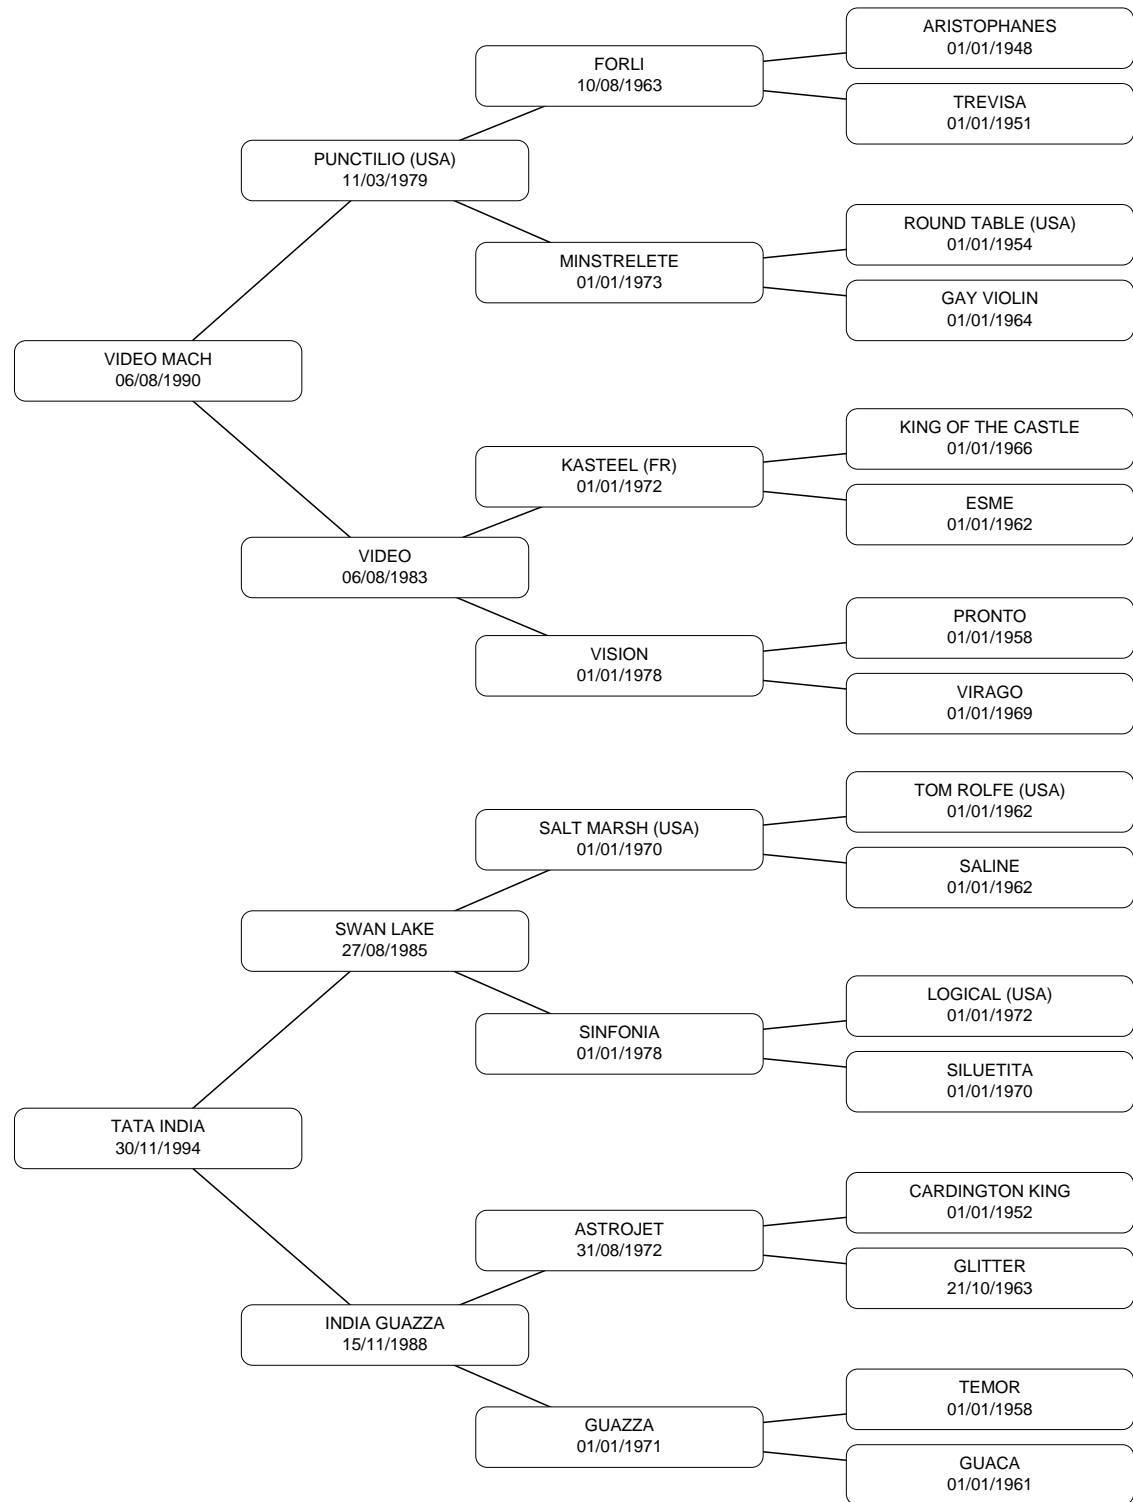 ARISTOPHANES
01/01/1948
FORLI
10/08/1963
TREVISA
01/01/1951
PUNCTILIO (USA)
11/03/1979
ROUND TABLE (USA)
01/01/1954
MINSTRELETE
01/01/1973
GAY VIOLIN
01/01/1964
VIDEO MACH
06/08/1990
KING OF THE CASTLE
01/01/1966
KASTEEL (FR)
01/01/1972
ESME
01/01/1962
VIDEO
06/08/1983
PRONTO
01/01/1958
VISION
01/01/1978
VIRAGO
01/01/1969
TOM ROLFE (USA)
01/01/1962
SALT MARSH (USA)
01/01/1970
SALINE
01/01/1962
SWAN LAKE
27/08/1985
LOGICAL (USA)
01/01/1972
SINFONIA
01/01/1978
SILUETITA
01/01/1970
TATA INDIA
30/11/1994
CARDINGTON KING
01/01/1952
ASTROJET
31/08/1972
GLITTER
21/10/1963
INDIA GUAZZA
15/11/1988
TEMOR
01/01/1958
GUAZZA
01/01/1971
GUACA
01/01/1961